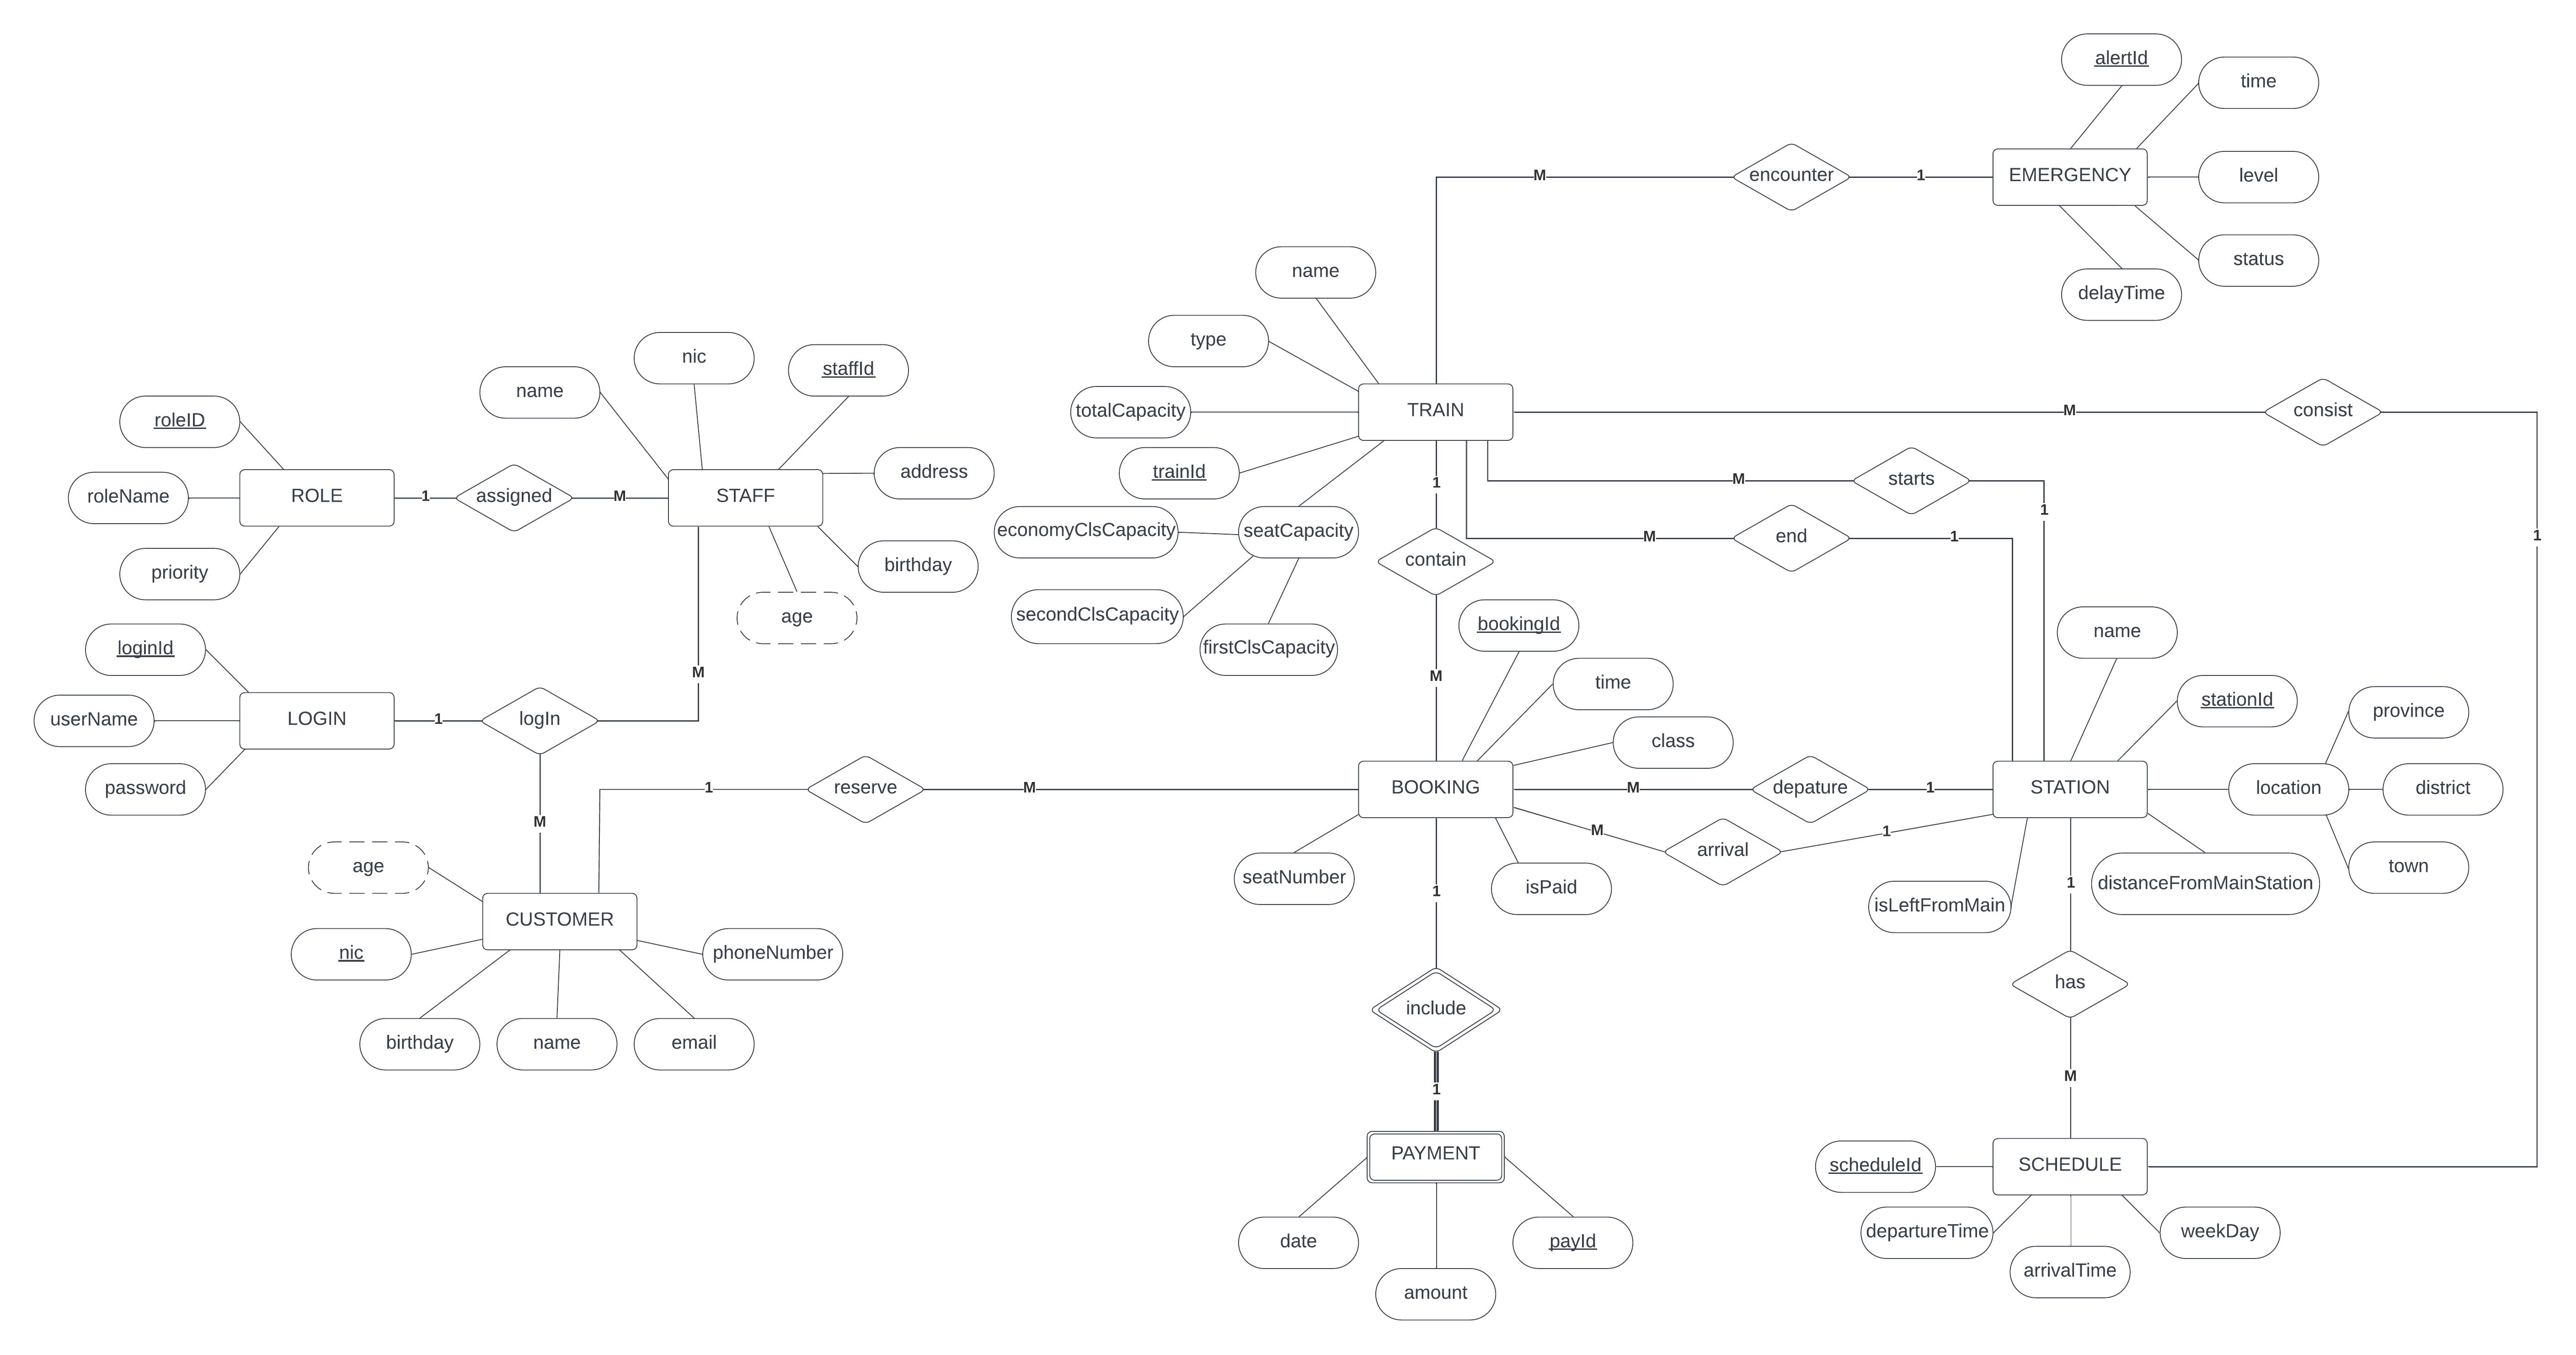 alertId
time
M
encounter
1
EMERGENCY
level
status
delayTime
name
type
totalCapacity
TRAIN
trainId
M
consist
1
M
starts
1
M
end
1
1
contain
M
seatCapacity
economyClsCapacity
secondClsCapacity
firstClsCapacity
nic
staffId
name
address
roleID
roleName
ROLE
1
assigned
M
STAFF
birthday
age
priority
loginId
userName
LOGIN
1
logIn
M
password
M
1
reserve
M
bookingId
time
class
BOOKING
M
depature
1
STATION
name
stationId
province
location
district
town
distanceFromMainStation
isLeftFromMain
M
arrival
1
seatNumber
isPaid
age
CUSTOMER
nic
phoneNumber
birthday
name
email
1
include
1
PAYMENT
date
amount
payId
1
has
M
scheduleId
SCHEDULE
departureTime
arrivalTime
weekDay